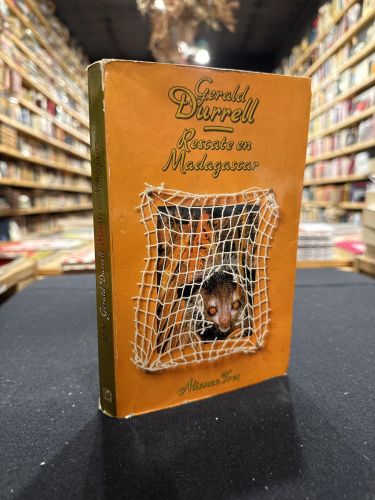 Gerald
Durrell
Rescate en
Madagascar
Alianza Tres
Gerald Durrell Rescate en Madagascar